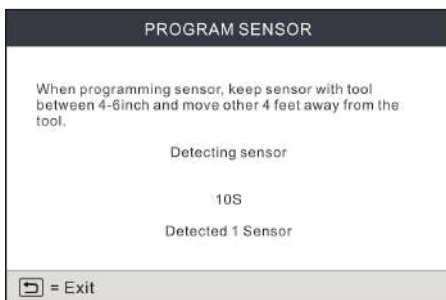 PROGRAM SENSOR
When programming sensor, keep sensor with tool
between 4-6inch and move other 4 feet away from the
tool.
Detecting sensor
10S
Detected 1 Sensor
= Exit